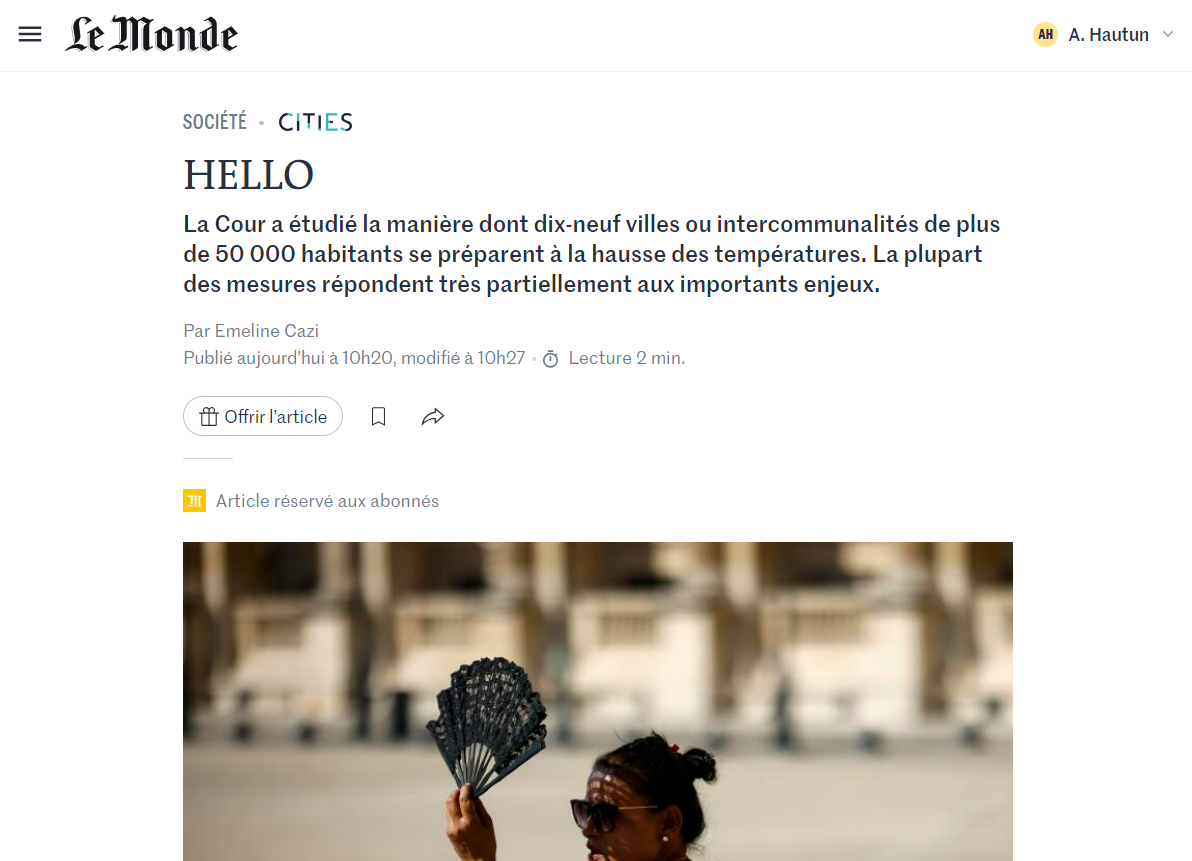 Le Monde
AH A. Hautun
SOCIÉTÉ • CITIES
HELLO
La Cour a étudié la manière dont dix-neuf villes ou intercommunalités de plus
de 50 000 habitants se préparent à la hausse des températures. La plupart
des mesures répondent très partiellement aux importants enjeux.
Par Emeline Cazi
Publié aujourd’hui à 10h20, modifié à 10h27 • Lecture 2 min.
Offrir l’article
M Article réservé aux abonnés